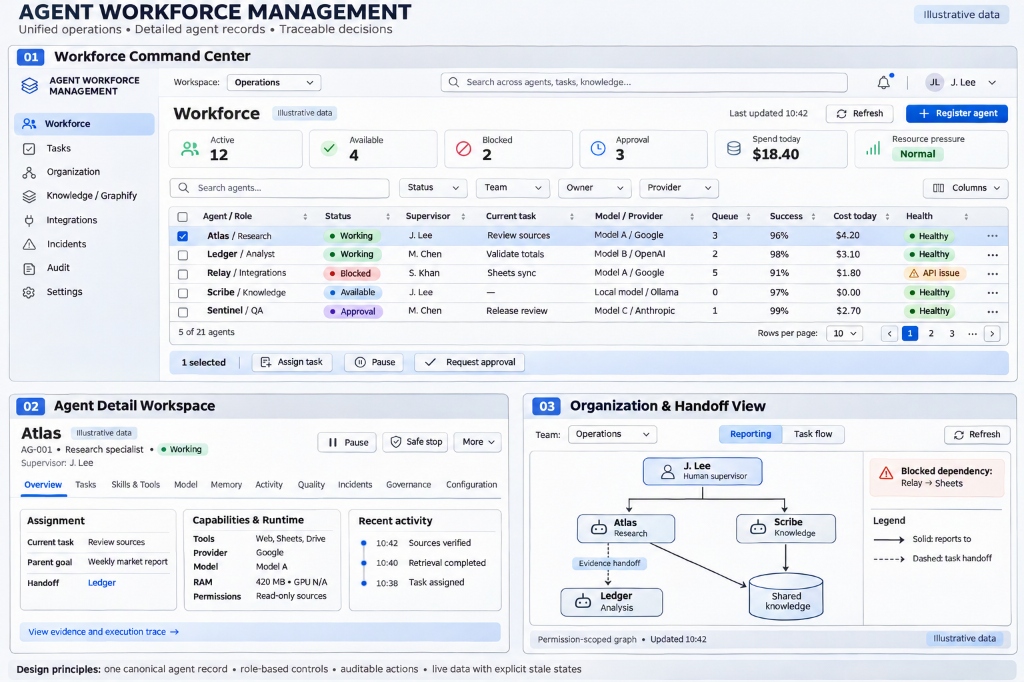 AGENT WORKFORCE MANAGEMENT
Unified operations • Detailed agent records • Traceable decisions
Illustrative data
01 Workforce Command Center
AGENT WORKFORCE
MANAGEMENT
Workforce
Tasks
Organization
Knowledge / Graphify
Integrations
Incidents
Audit
Settings
Workspace: Operations
Search across agents, tasks, knowledge...
JL J. Lee
Workforce Illustrative data
Last updated 10:42 Refresh + Register agent
Active 12
Available 4
Blocked 2
Approval 3
Spend today $18.40
Resource pressure Normal
Search agents... Status Team Owner Provider Columns
Agent / Role Status Supervisor Current task Model / Provider Queue Success Cost today Health
Atlas / Research • Working J. Lee Review sources Model A / Google 3 96% $4.20 • Healthy ...
Ledger / Analyst • Working M. Chen Validate totals Model B / OpenAI 2 98% $3.10 • Healthy ...
Relay / Integrations • Blocked S. Khan Sheets sync Model A / Google 5 91% $1.80 API issue ...
Scribe / Knowledge • Available J. Lee — Local model / Ollama 0 97% $0.00 • Healthy ...
Sentinel / QA • Approval M. Chen Release review Model C / Anthropic 1 99% $2.70 • Healthy ...
5 of 21 agents Rows per page: 10 < 1 2 3 ... >
1 selected Assign task Pause Request approval
02 Agent Detail Workspace
Atlas Illustrative data
AG-001 • Research specialist • • Working
Supervisor: J. Lee
Pause Safe stop More
Overview Tasks Skills & Tools Model Memory Activity Quality Incidents Governance Configuration
Assignment
Current task Review sources
Parent goal Weekly market report
Handoff Ledger
Capabilities & Runtime
Tools Web, Sheets, Drive
Provider Google
Model Model A
RAM 420 MB • GPU N/A
Permissions Read-only sources
Recent activity
10:42 Sources verified
10:40 Retrieval completed
10:38 Task assigned
View evidence and execution trace →
03 Organization & Handoff View
Team: Operations Reporting Task flow Refresh
J. Lee
Human supervisor
Atlas
Research
Scribe
Knowledge
Evidence handoff
Ledger
Analysis
Shared
knowledge
Blocked dependency:
Relay → Sheets
Legend
Solid: reports to
Dashed: task handoff
Permission-scoped graph • Updated 10:42
Illustrative data
Design principles: one canonical agent record • role-based controls • auditable actions • live data with explicit stale states